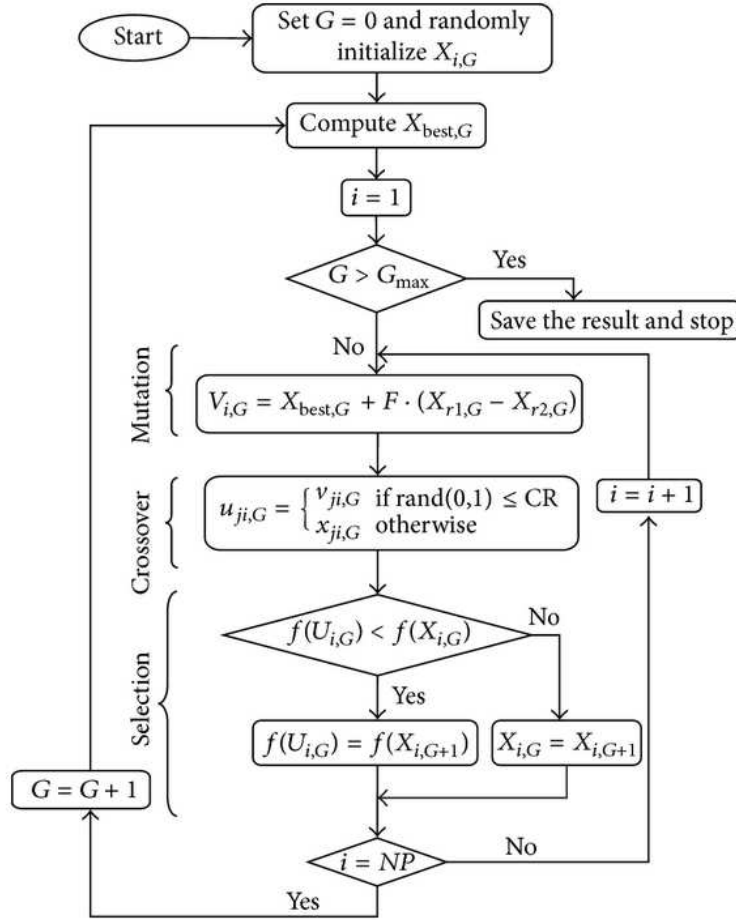 Start
Set G = 0 and randomly
initialize X_{i,G}
Compute X_{best,G}
i = 1
G > G_{max}
Yes
Save the result and stop
No
Mutation
V_{i,G} = X_{best,G} + F · (X_{r1,G} − X_{r2,G})
Crossover
u_{ji,G} = { v_{ji,G} if rand(0,1) ≤ CR
x_{ji,G} otherwise
i = i + 1
Selection
f(U_{i,G}) < f(X_{i,G})
No
Yes
f(U_{i,G}) = f(X_{i,G+1})
X_{i,G} = X_{i,G+1}
G = G + 1
i = NP
No
Yes